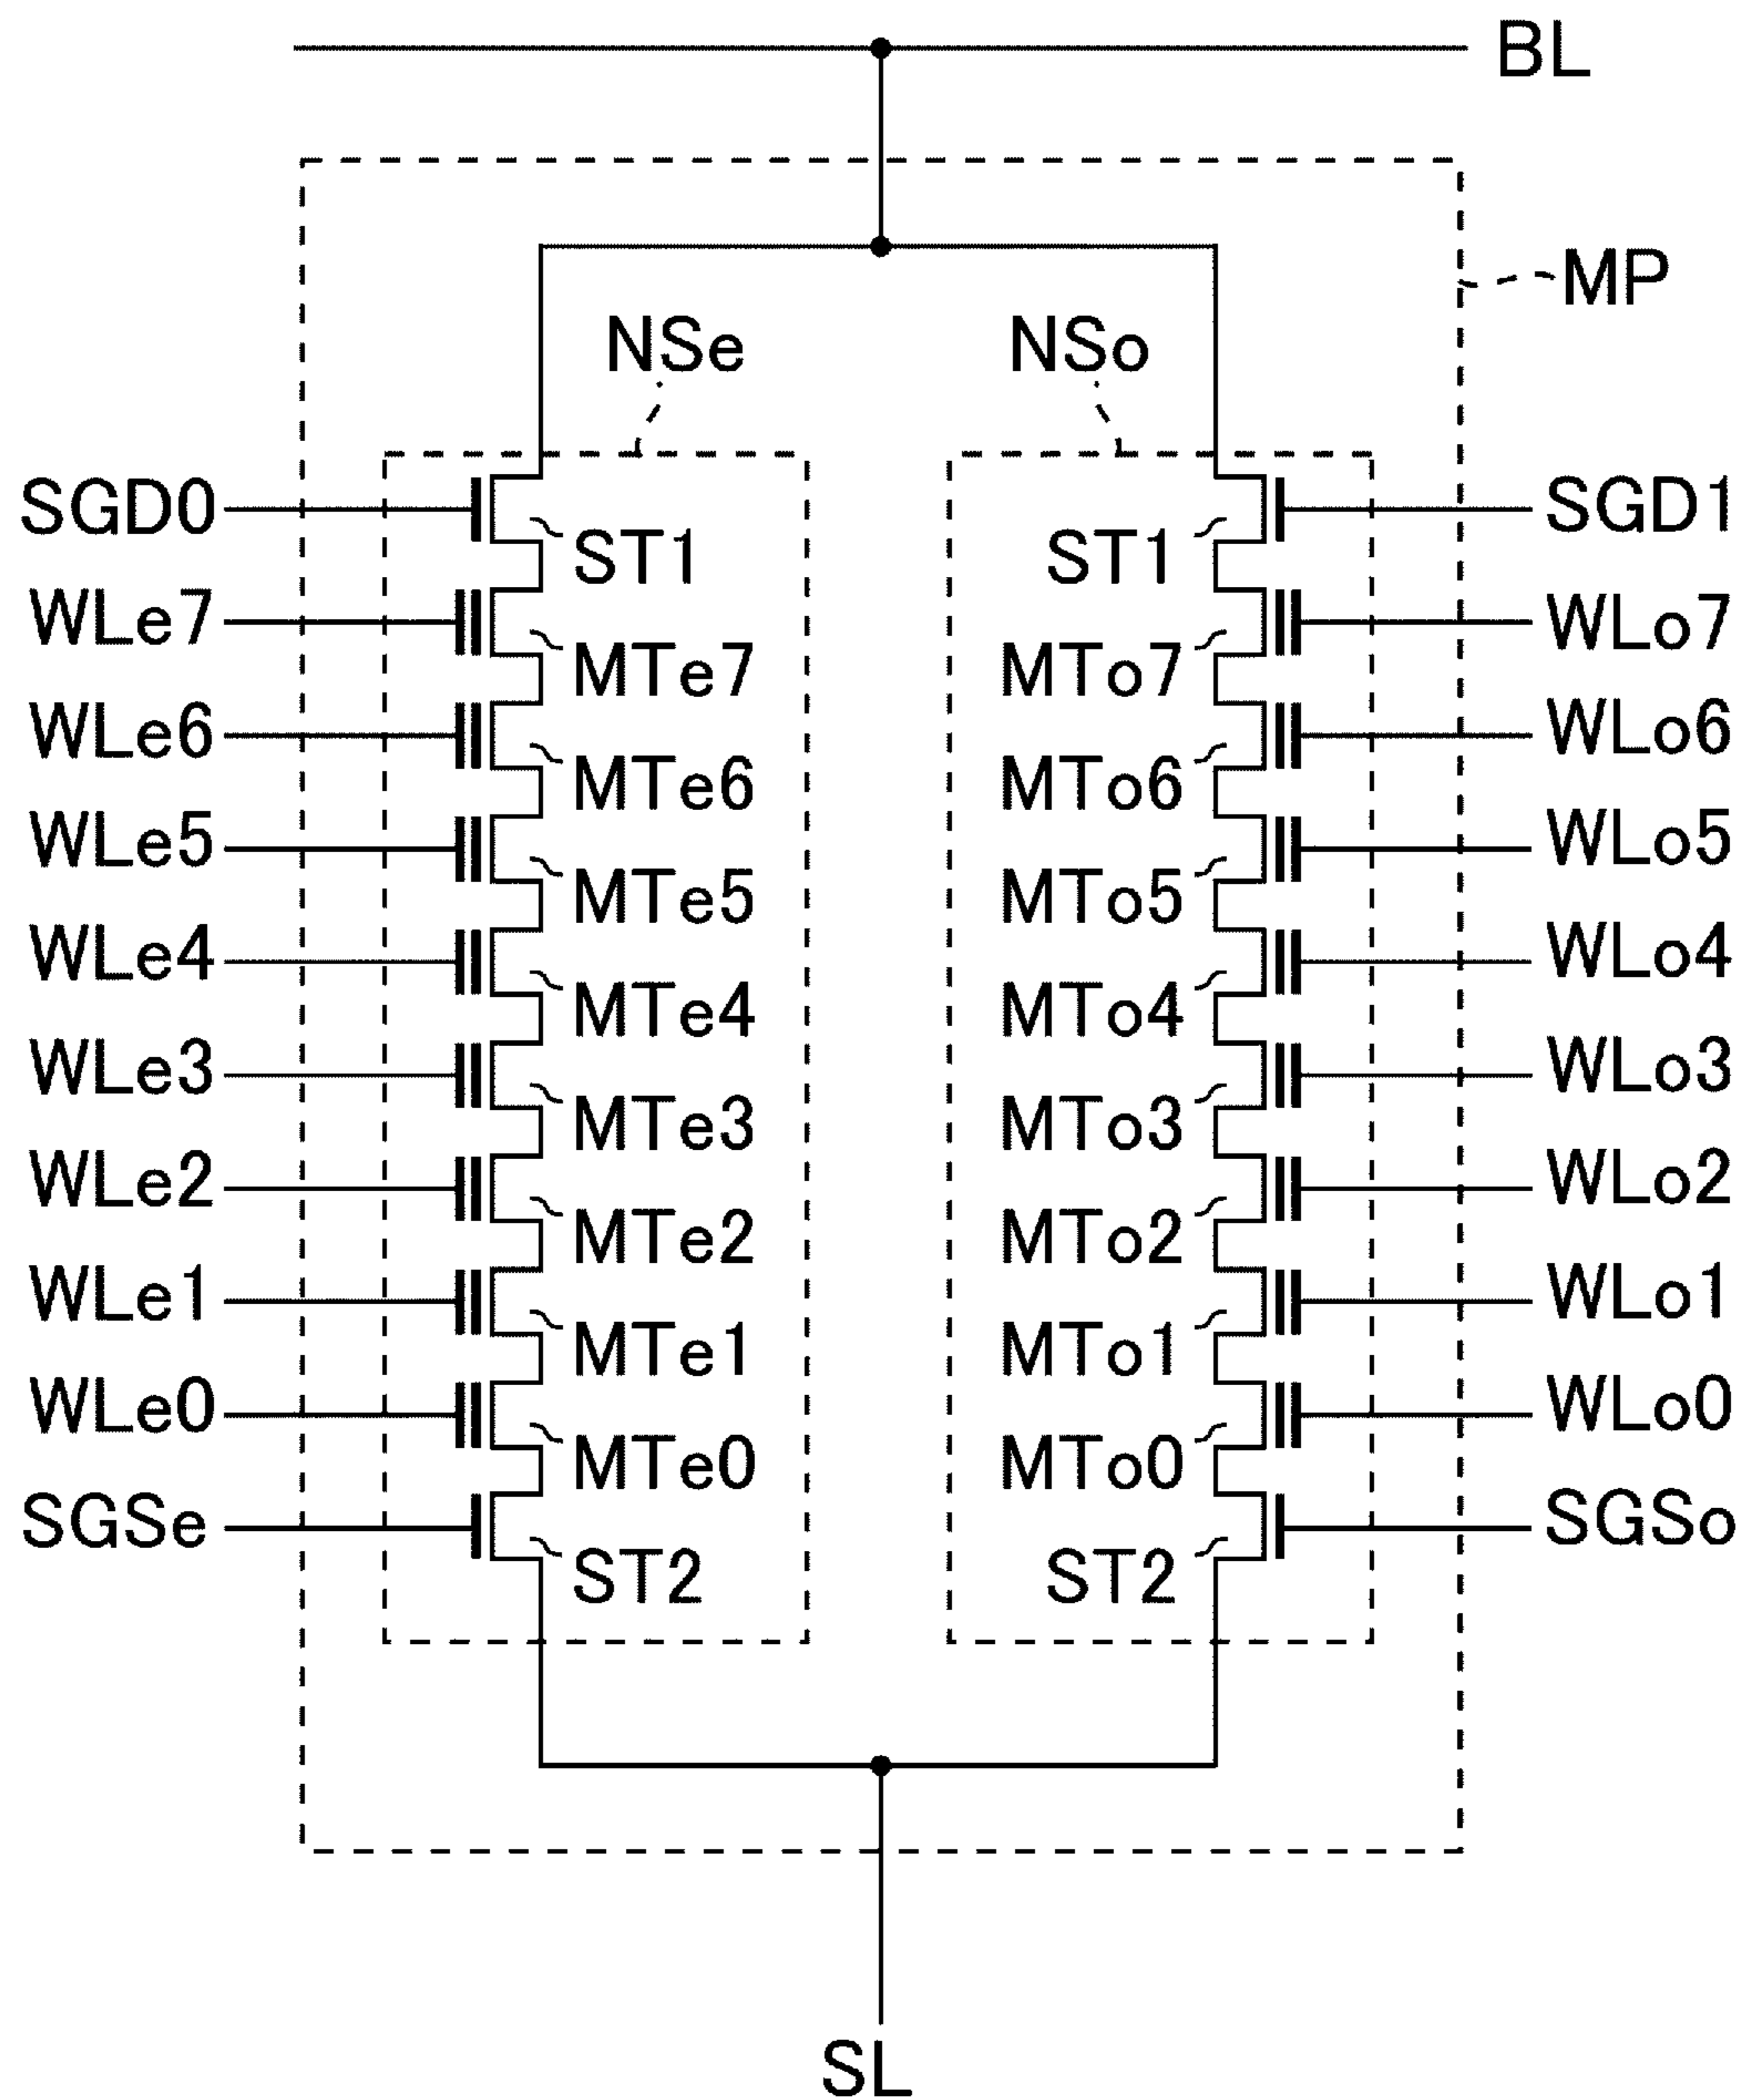 BL
MP
NSe NSo
SGD0 ST1 ST1 SGD1
WLe7 MTe7 MTo7 WLo7
WLe6 MTe6 MTo6 WLo6
WLe5 MTe5 MTo5 WLo5
WLe4 MTe4 MTo4 WLo4
WLe3 MTe3 MTo3 WLo3
WLe2 MTe2 MTo2 WLo2
WLe1 MTe1 MTo1 WLo1
WLe0 MTe0 MTo0 WLo0
SGSe ST2 ST2 SGSo
SL